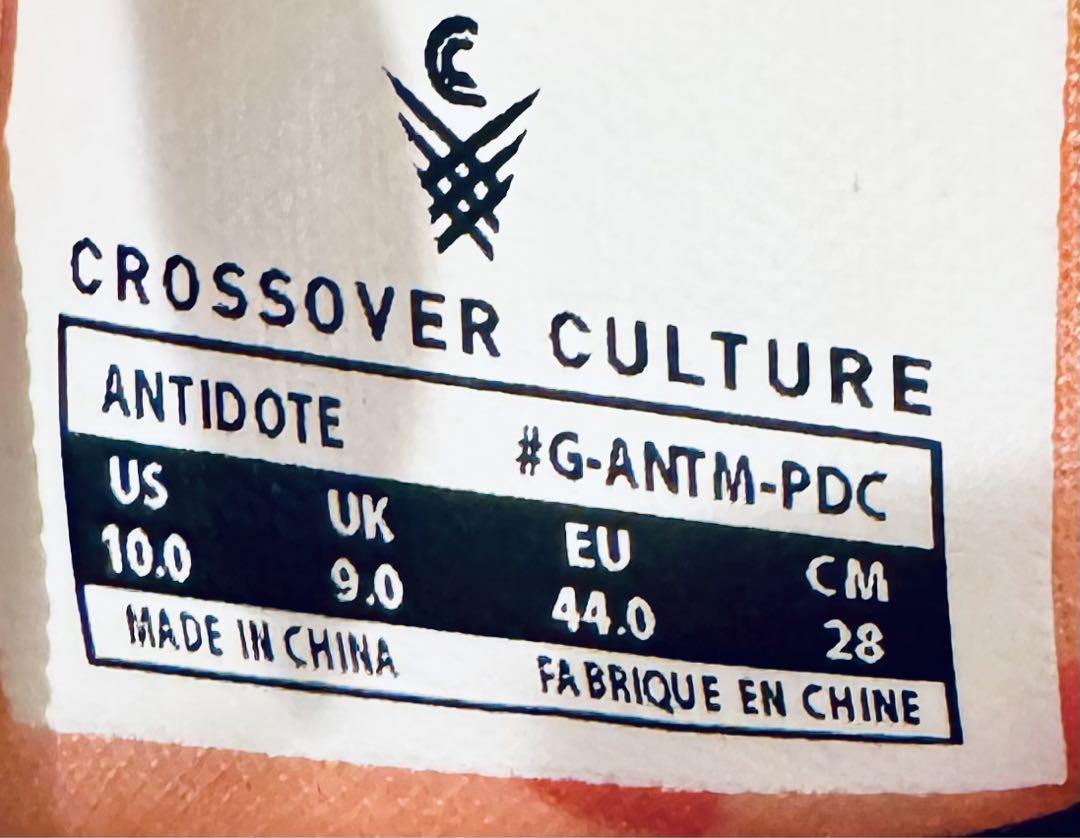 CROSSOVER CULTURE
ANTIDOTE #G-ANTM-PDC
US UK EU CM
10.0 9.0 44.0 28
MADE IN CHINA FABRIQUE EN CHINE